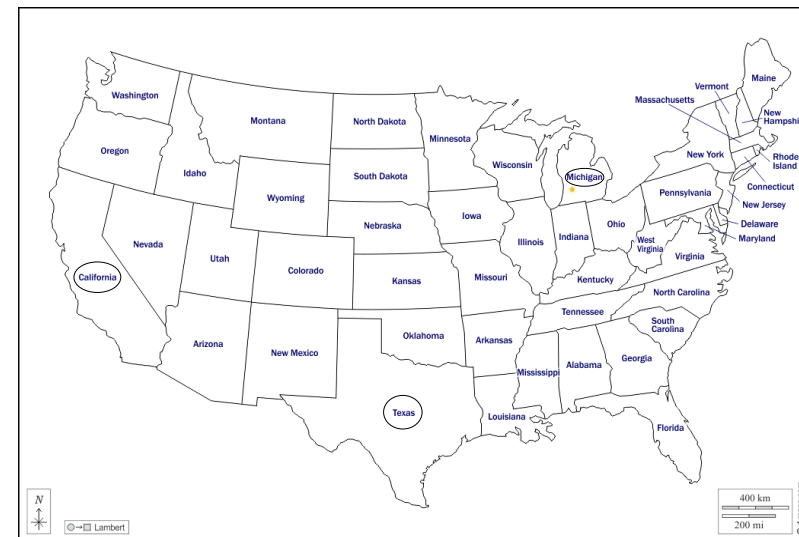 Washington
Montana
North Dakota
Minnesota
Maine
Vermont
Massachusetts
New
Hampshi
Oregon
Idaho
Wyoming
South Dakota
Wisconsin
Michigan
New York
Rhode
Island
Connecticut
Pennsylvania
New Jersey
Delaware
Maryland
Nevada
Utah
Colorado
Nebraska
Iowa
Illinois
Indiana
Ohio
West
Virginia
Virginia
California
Kansas
Missouri
Kentucky
North Carolina
Tennessee
South
Carolina
Arizona
New Mexico
Oklahoma
Arkansas
Mississippi
Alabama
Georgia
Texas
Louisiana
Florida
N
Lambert
400 km
200 mi